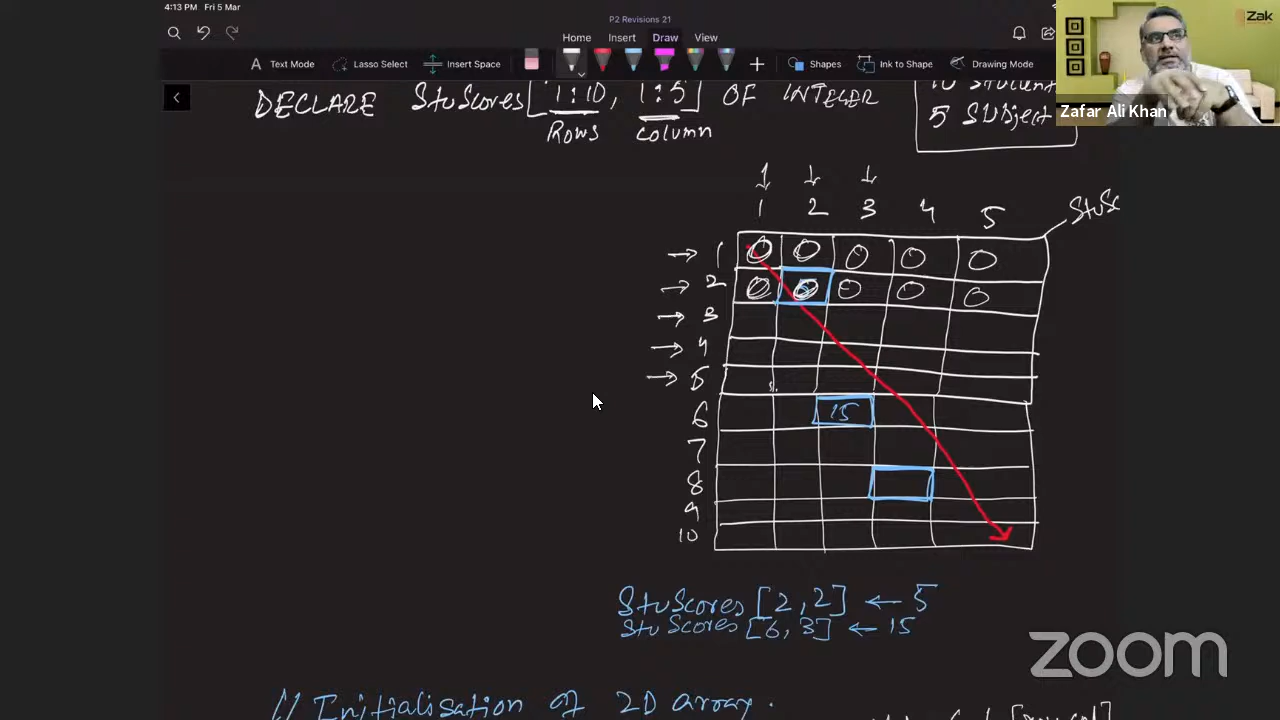 4:13 PM Fri 5 Mar
P2 Revisions 21
Home Insert Draw View
Text Mode Lasso Select Insert Space Shapes Ink to Shape Drawing Mode
Zak
Zafar Ali Khan
DECLARE StuScores [1:10, 1:5] OF INTEGER
Rows column
5 Subject
1 2 3 4 5
StuSc
1 0 0 0 0 0
2 0 0 0 0
3
4
5
6 15
7
8
9
10
StuScores [2,2] ← 5
StuScores [6,3] ← 15
zoom
// Initialisation of 2D array.